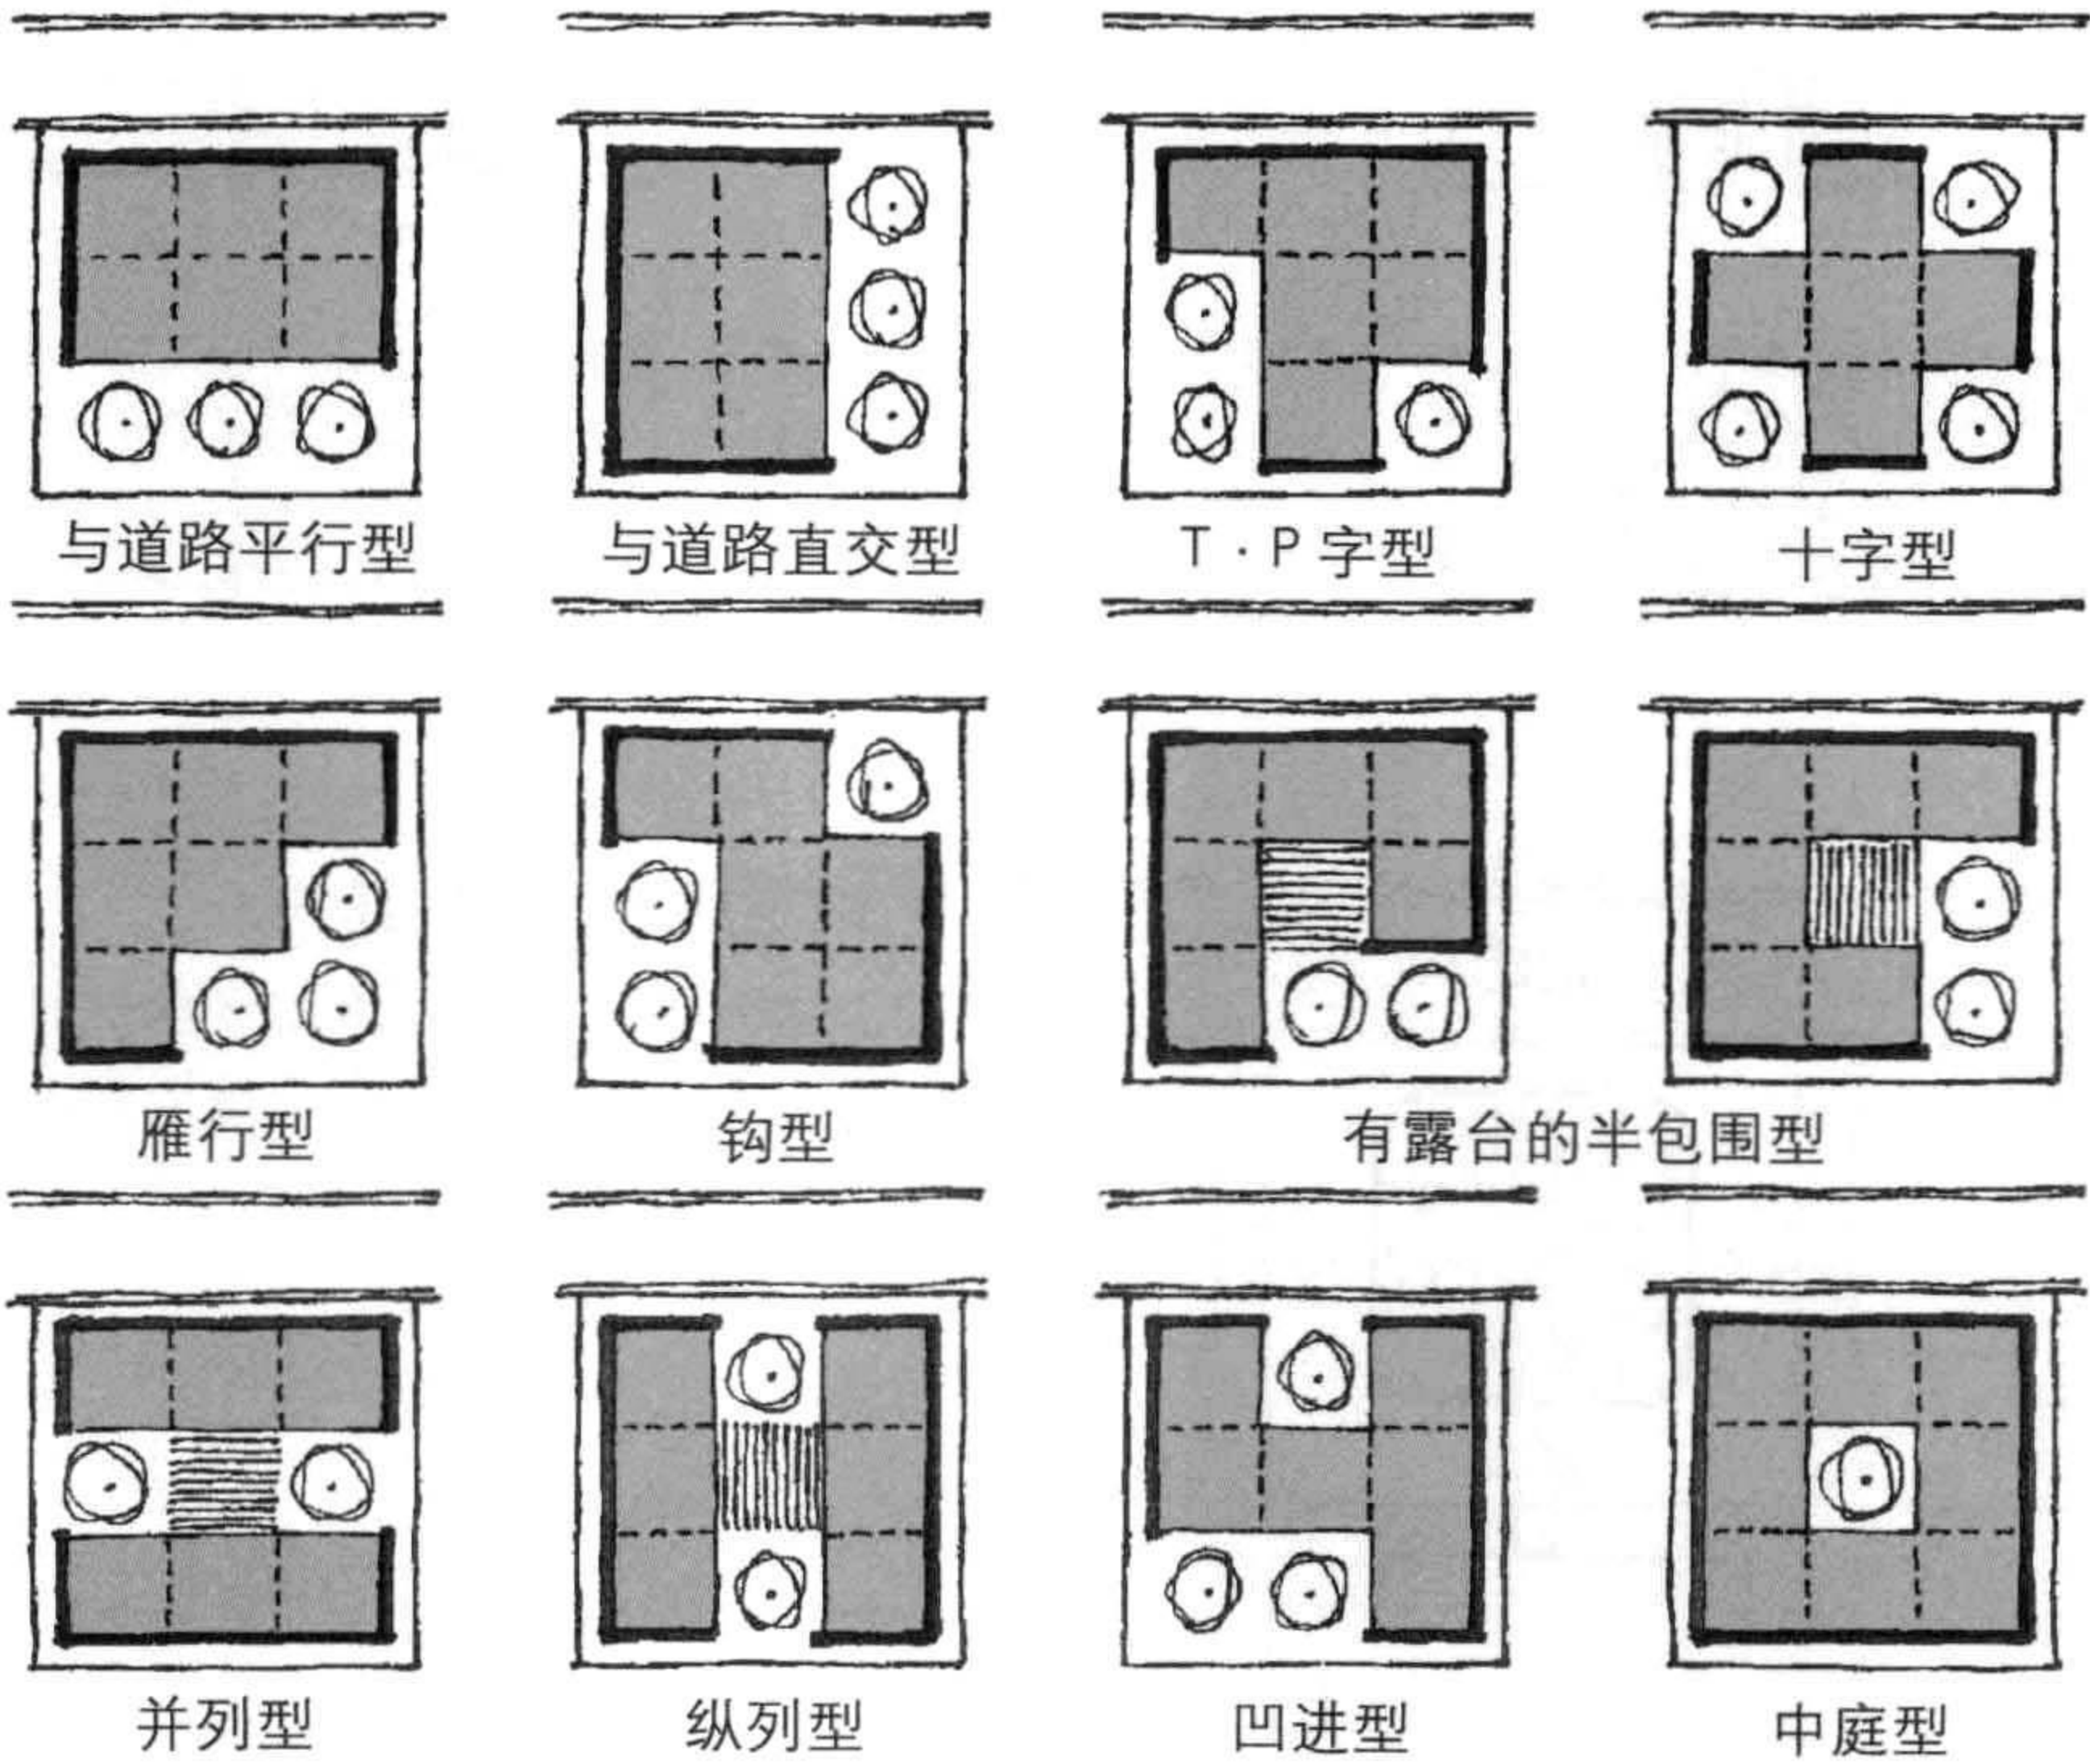 与道路平行型
与道路直交型
T·P字型
十字型
雁行型
钩型
有露台的半包围型
并列型
纵列型
凹进型
中庭型